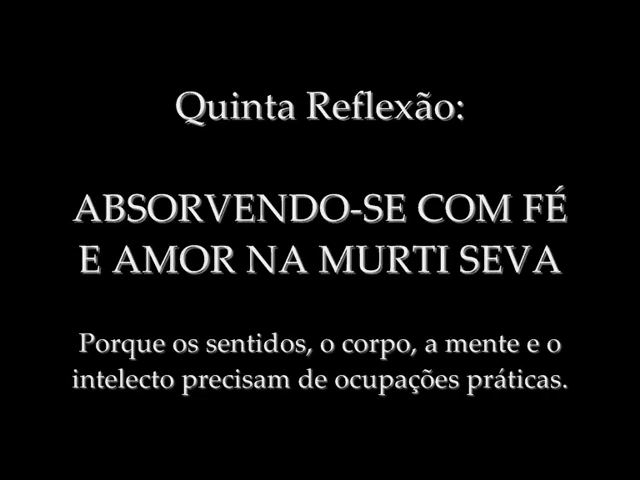 Quinta Reflexão:
ABSORVENDO-SE COM FÉ
E AMOR NA MURTI SEVA
Porque os sentidos, o corpo, a mente e o
intelecto precisam de ocupações práticas.